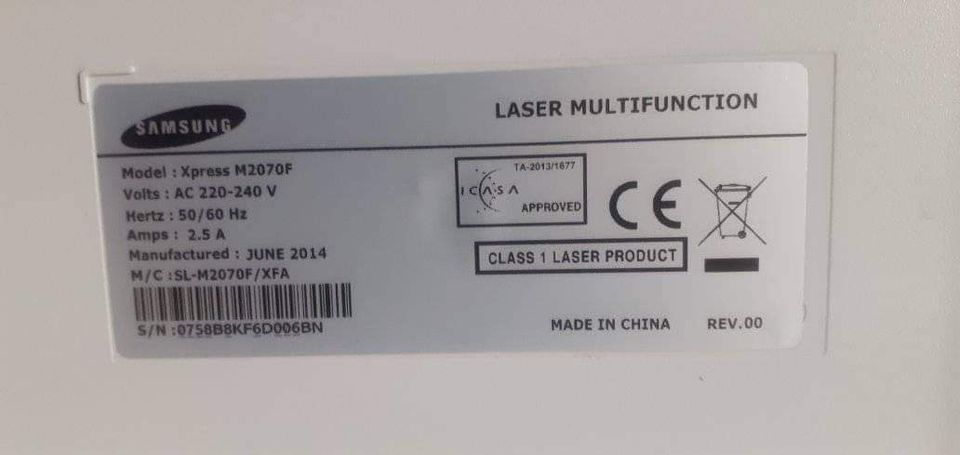 SAMSUNG
LASER MULTIFUNCTION
Model : Xpress M2070F
Volts : AC 220-240 V
Hertz : 50/60 Hz
Amps : 2.5 A
Manufactured : JUNE 2014
M/C :SL-M2070F/XFA
S/N :0758B8KF6D006BN
TA-2013/1677
ICASA
APPROVED
CE
CLASS 1 LASER PRODUCT
MADE IN CHINA REV.00